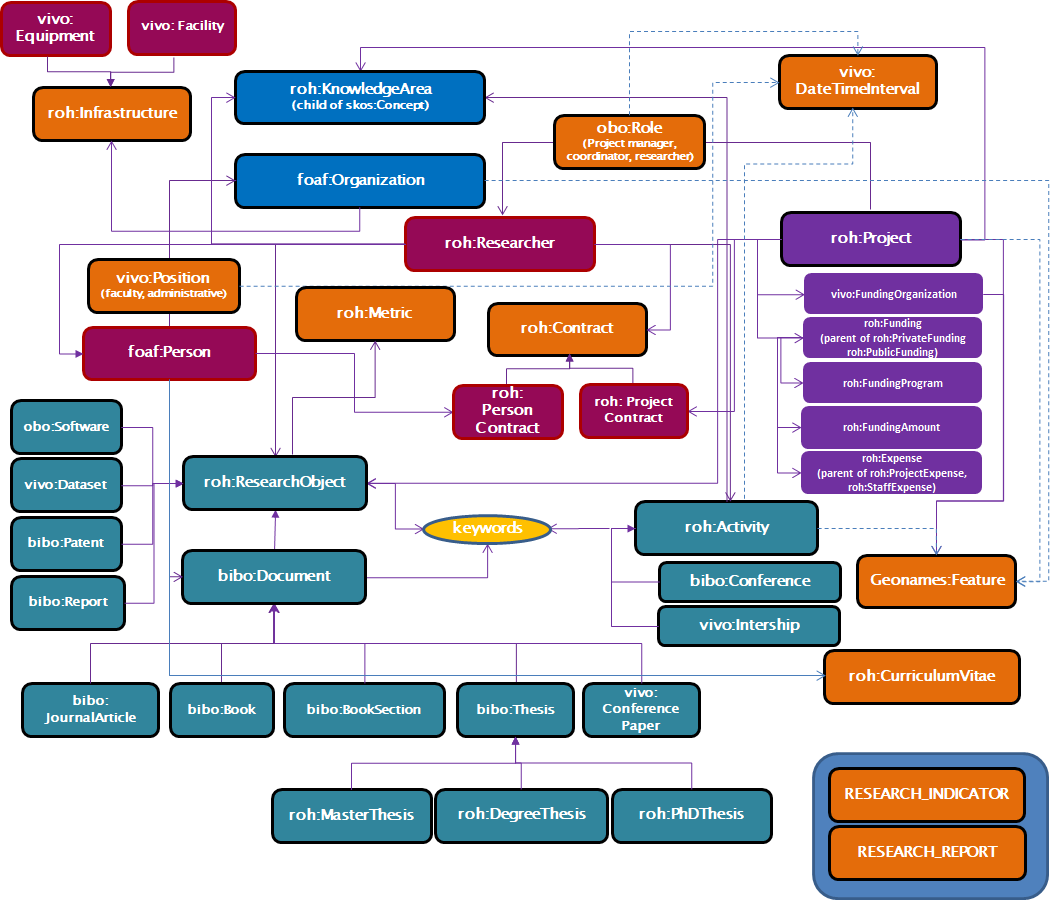 vivo:
Equipment
vivo: Facility
roh:Infrastructure
roh:KnowledgeArea
(child of skos:Concept)
vivo:
DateTimeInterval
obo:Role
(Project manager,
coordinator, researcher)
foaf:Organization
roh:Researcher
roh:Project
vivo:Position
(faculty, administrative)
roh:Metric
roh:Contract
vivo:FundingOrganization
roh:Funding
(parent of roh:PrivateFunding
roh:PublicFunding)
foaf:Person
roh:FundingProgram
roh:
Person
Contract
roh: Project
Contract
roh:FundingAmount
roh:Expense
(parent of roh:ProjectExpense,
roh:StaffExpense)
obo:Software
vivo:Dataset
bibo:Patent
bibo:Report
roh:ResearchObject
keywords
roh:Activity
bibo:Document
bibo:Conference
vivo:Intership
Geonames:Feature
roh:CurriculumVitae
bibo:
JournalArticle
bibo:Book
bibo:BookSection
bibo:Thesis
vivo:
Conference
Paper
roh:MasterThesis
roh:DegreeThesis
roh:PhDThesis
RESEARCH_INDICATOR
RESEARCH_REPORT